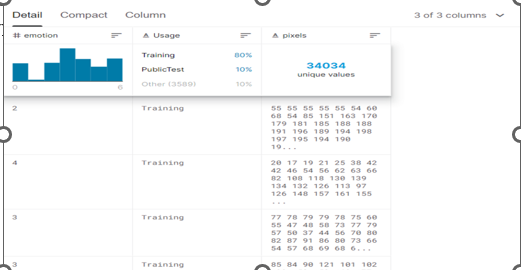 Detail Compact Column 3 of 3 columns
# emotion A Usage A pixels
Training 80%
PublicTest 10%
Other (3589) 10%
34034
unique values
0 6
2 Training 55 55 55 55 55 54 60
68 54 85 151 163 170
179 181 185 188 188
191 196 189 194 198
197 195 194 190
19...
4 Training 20 17 19 21 25 38 42
42 46 54 56 62 63 66
82 108 118 130 139
134 132 126 113 97
126 148 157 161 155
...
3 Training 77 78 79 79 78 75 60
55 47 48 58 73 77 79
57 50 37 44 56 70 80
82 87 91 86 80 73 66
54 57 68 69 68 6...
3 Training 85 84 90 121 101 102